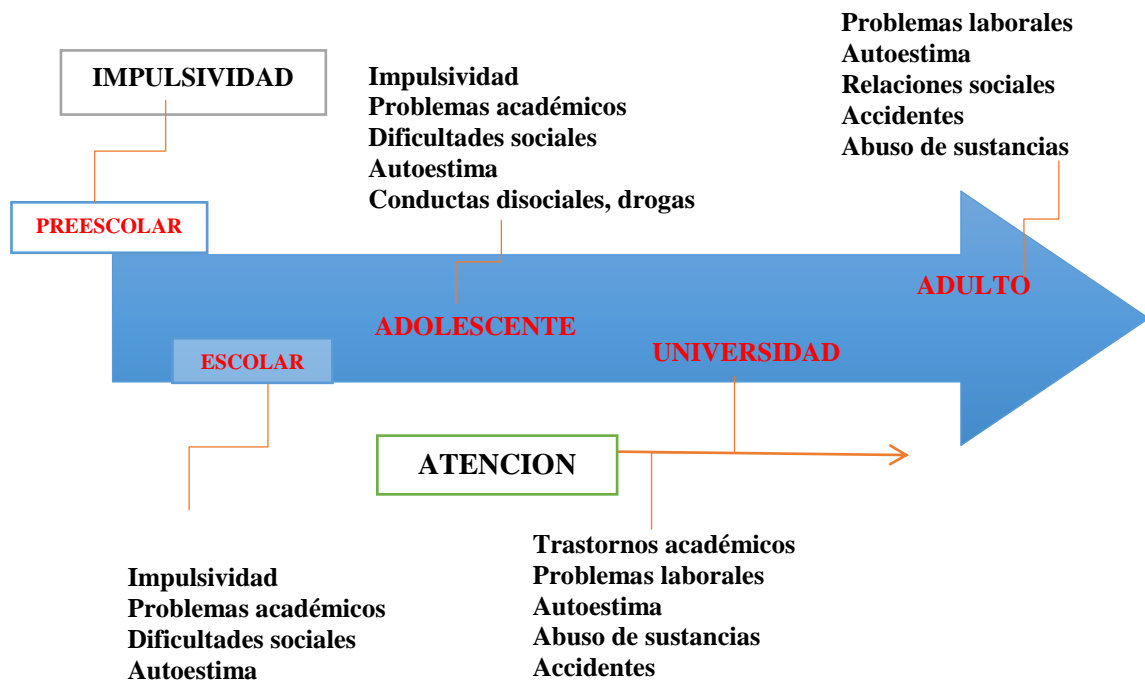 IMPULSIVIDAD
PREESCOLAR
Impulsividad
Problemas académicos
Dificultades sociales
Autoestima
Conductas disociales, drogas
Problemas laborales
Autoestima
Relaciones sociales
Accidentes
Abuso de sustancias
ADULTO
ADOLESCENTE
UNIVERSIDAD
ESCOLAR
ATENCION
Impulsividad
Problemas académicos
Dificultades sociales
Autoestima
Trastornos académicos
Problemas laborales
Autoestima
Abuso de sustancias
Accidentes